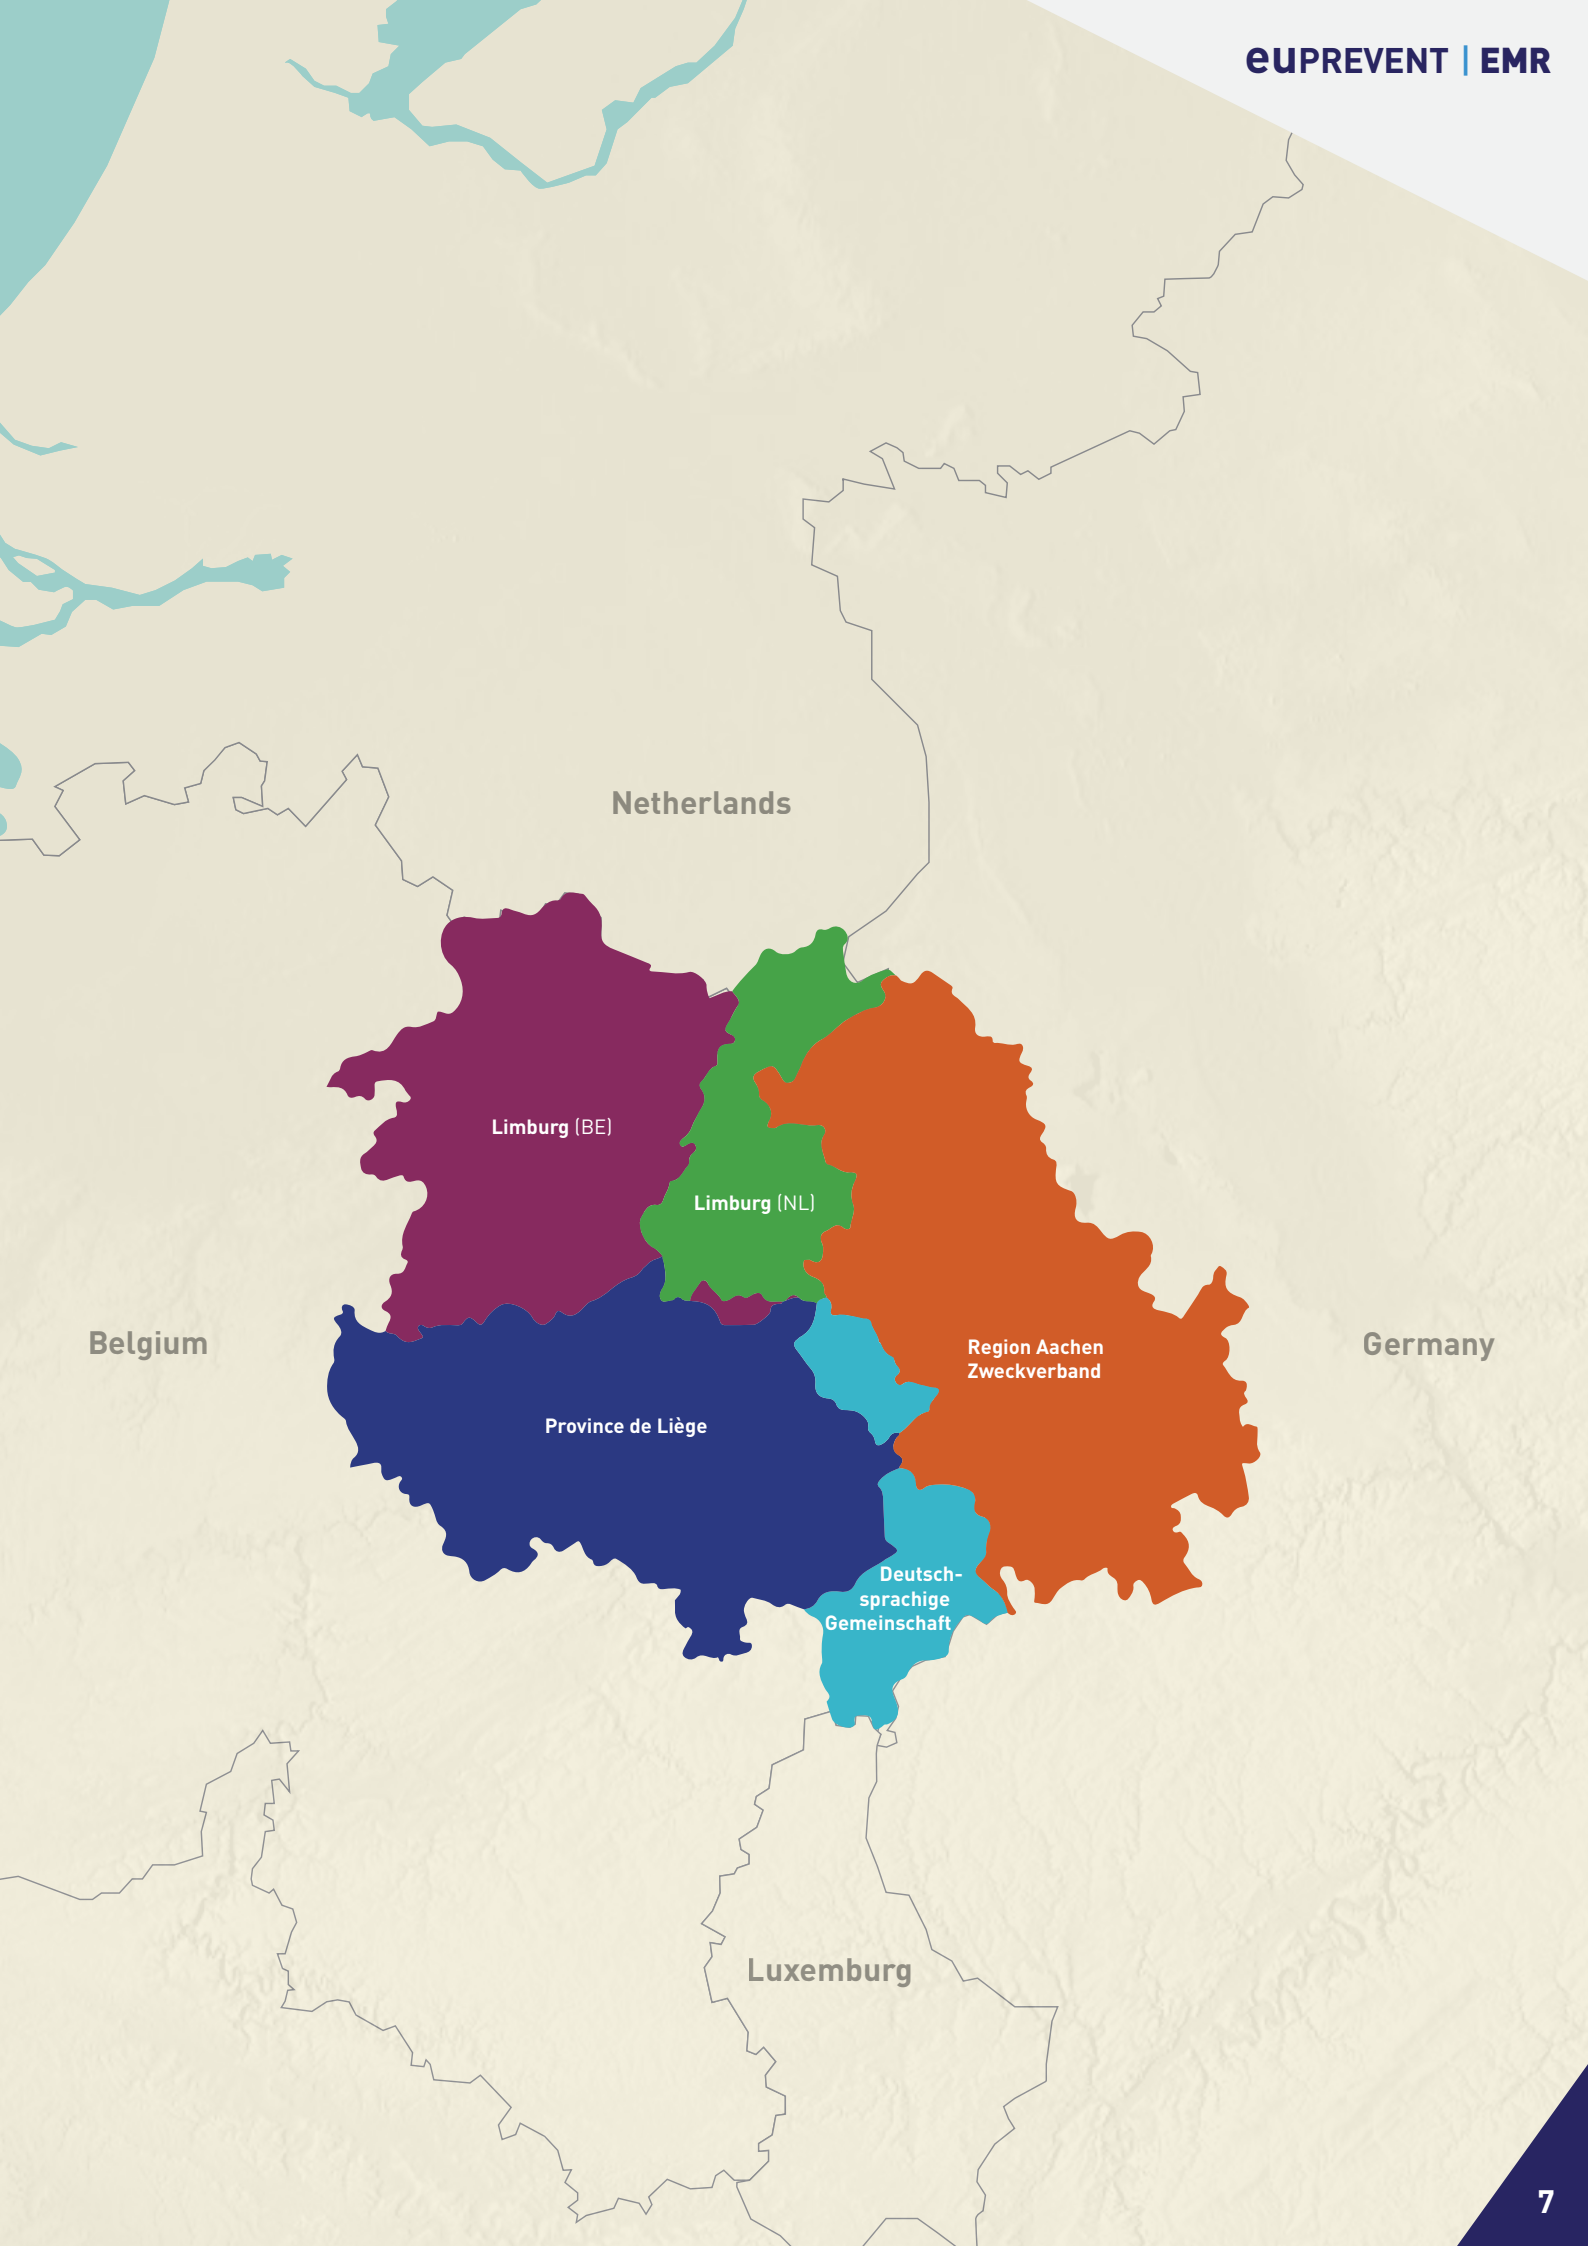 euPREVENT | EMR
Netherlands
Limburg (BE)
Limburg (NL)
Belgium
Region Aachen
Zweckverband
Germany
Province de Liège
Deutsch-
sprachige
Gemeinschaft
Luxemburg
7